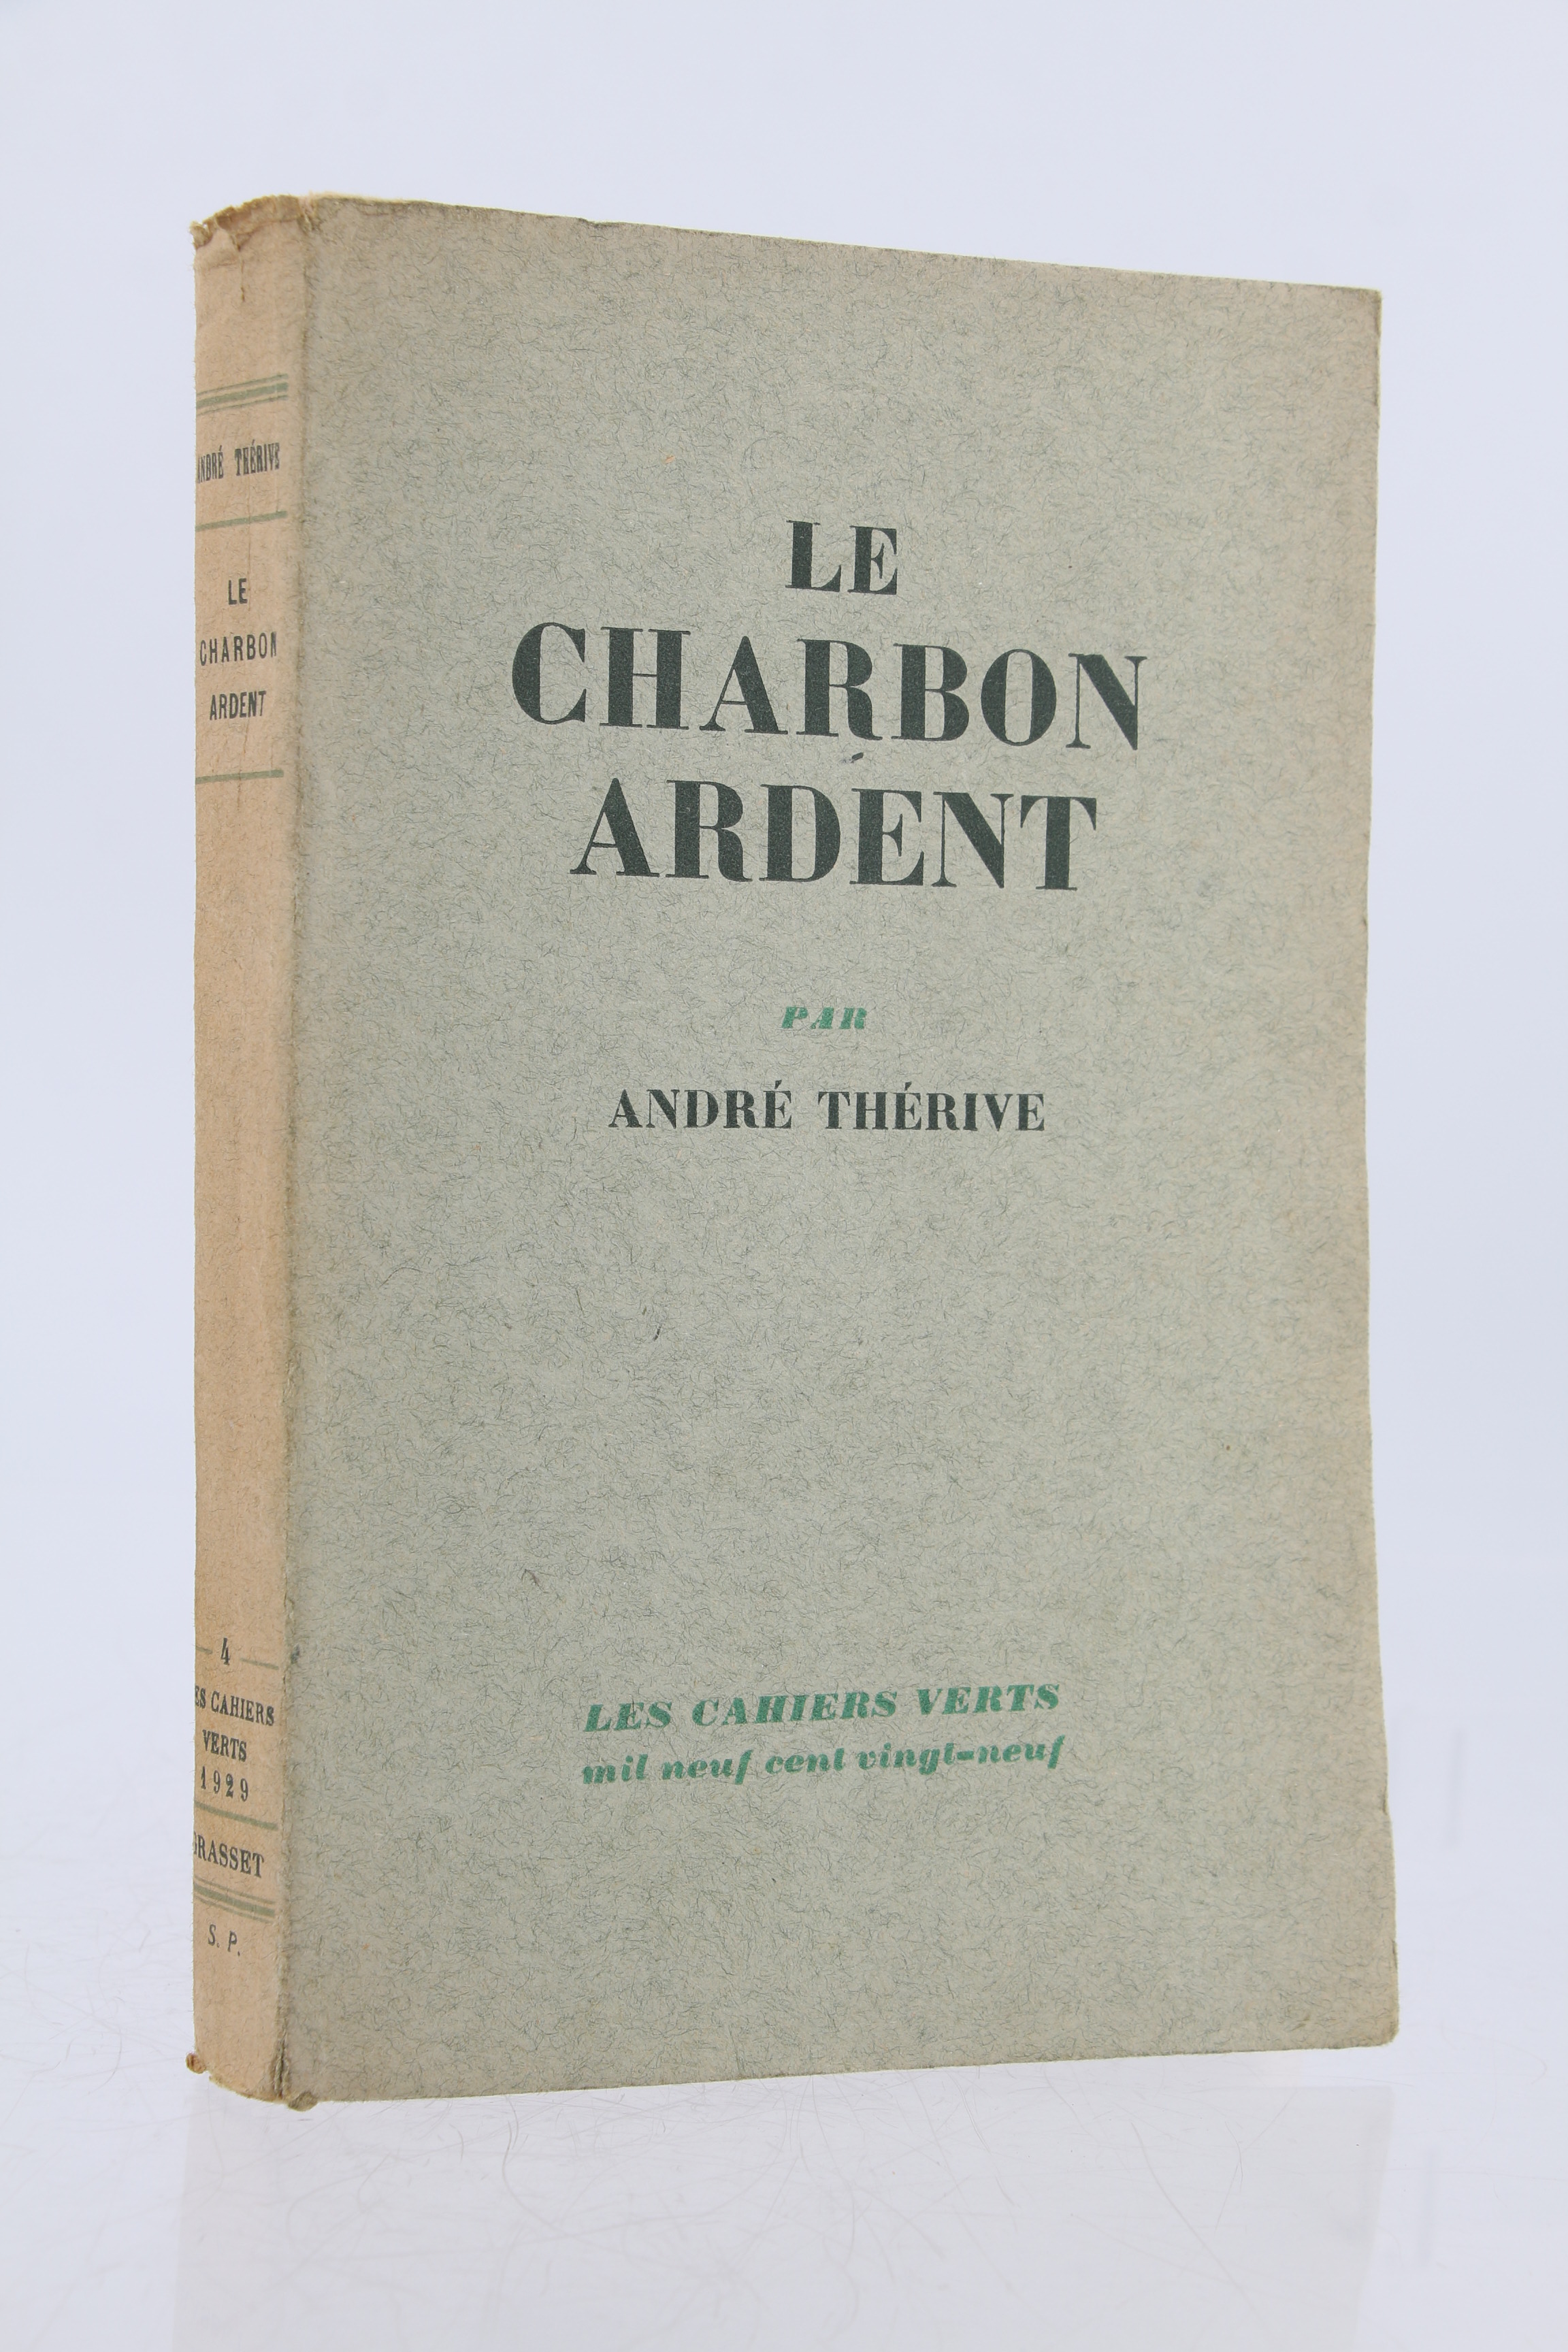 ANDRÉ THÉRIVE
LE
CHARBON
ARDENT
4
LES CAHIERS
VERTS
1929
GRASSET
S. P.
LE
CHARBON
ARDENT
PAR
ANDRÉ THÉRIVE
LES CAHIERS VERTS
mil neuf cent vingt-neuf